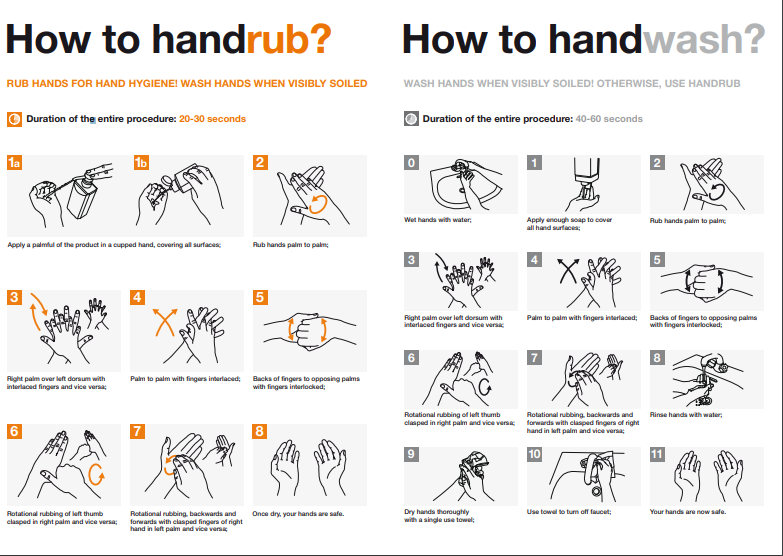 How to handrub?
RUB HANDS FOR HAND HYGIENE! WASH HANDS WHEN VISIBLY SOILED
Duration of the entire procedure: 20-30 seconds
1a
1b
2
Apply a palmful of the product in a cupped hand, covering all surfaces;
Rub hands palm to palm;
3
4
5
Right palm over left dorsum with
interlaced fingers and vice versa;
Palm to palm with fingers interlaced;
Backs of fingers to opposing palms
with fingers interlocked;
6
7
8
Rotational rubbing of left thumb
clasped in right palm and vice versa;
Rotational rubbing, backwards and
forwards with clasped fingers of right
hand in left palm and vice versa;
Once dry, your hands are safe.
How to handwash?
WASH HANDS WHEN VISIBLY SOILED! OTHERWISE, USE HANDRUB
Duration of the entire procedure: 40-60 seconds
0
1
2
Wet hands with water;
Apply enough soap to cover
all hand surfaces;
Rub hands palm to palm;
3
4
5
Right palm over left dorsum with
interlaced fingers and vice versa;
Palm to palm with fingers interlaced;
Backs of fingers to opposing palms
with fingers interlocked;
6
7
8
Rotational rubbing of left thumb
clasped in right palm and vice versa;
Rotational rubbing, backwards and
forwards with clasped fingers of right
hand in left palm and vice versa;
Rinse hands with water;
9
10
11
Dry hands thoroughly
with a single use towel;
Use towel to turn off faucet;
Your hands are now safe.